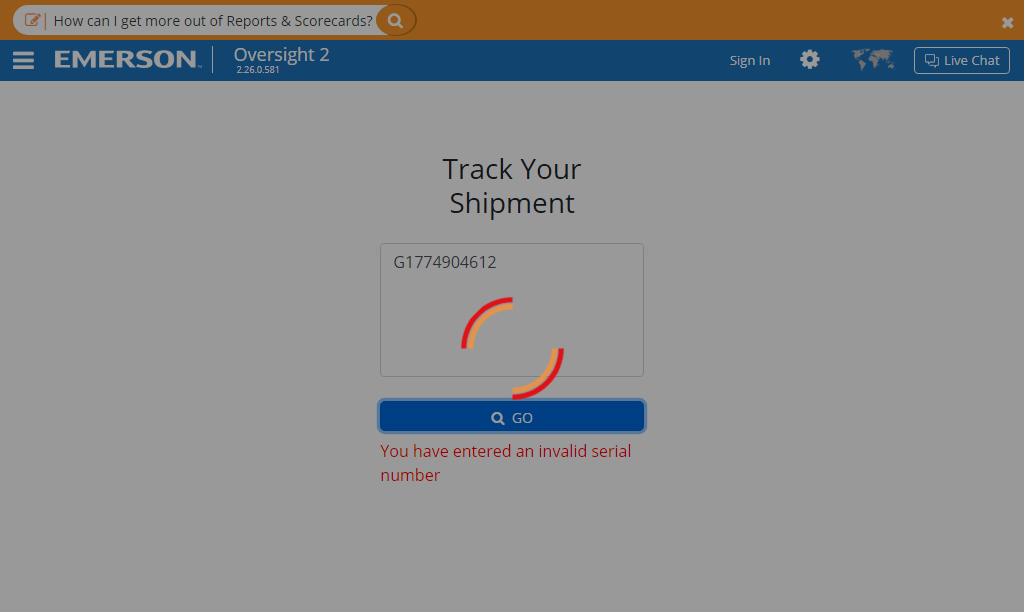 How can I get more out of Reports & Scorecards?
EMERSON™
Oversight 2
2.26.0.581
Sign In
Live Chat
Track Your
Shipment
G1774904612
GO
You have entered an invalid serial
number